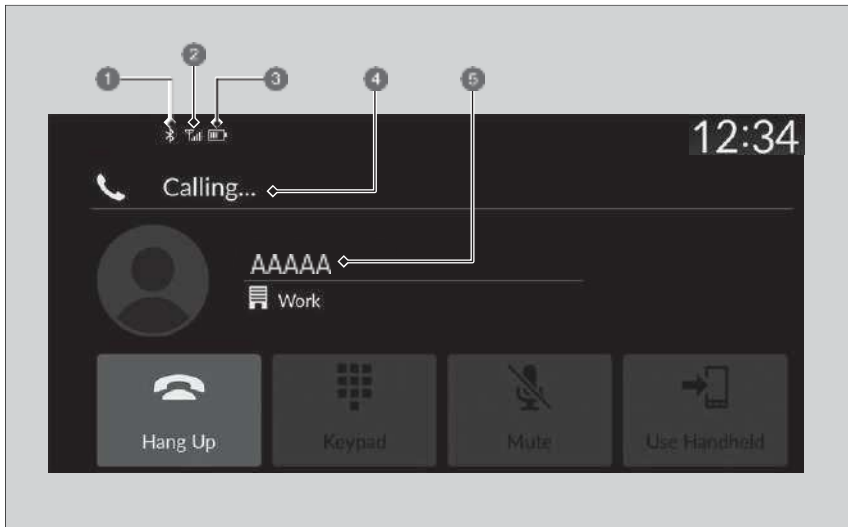 1 2 3 4 5
12:34
Calling...
AAAAA
Work
Hang Up Keypad Mute Use Handheld